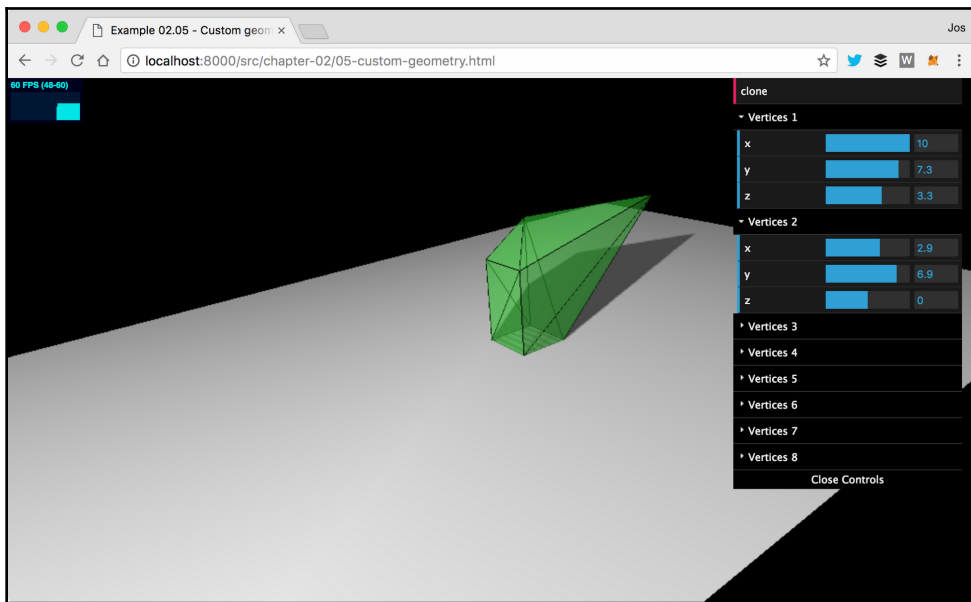 Example 02.05 - Custom geom ×
Jos
localhost:8000/src/chapter-02/05-custom-geometry.html
W
60 FPS (48-60)
clone
Vertices 1
x 10
y 7.3
z 3.3
Vertices 2
x 2.9
y 6.9
z 0
Vertices 3
Vertices 4
Vertices 5
Vertices 6
Vertices 7
Vertices 8
Close Controls